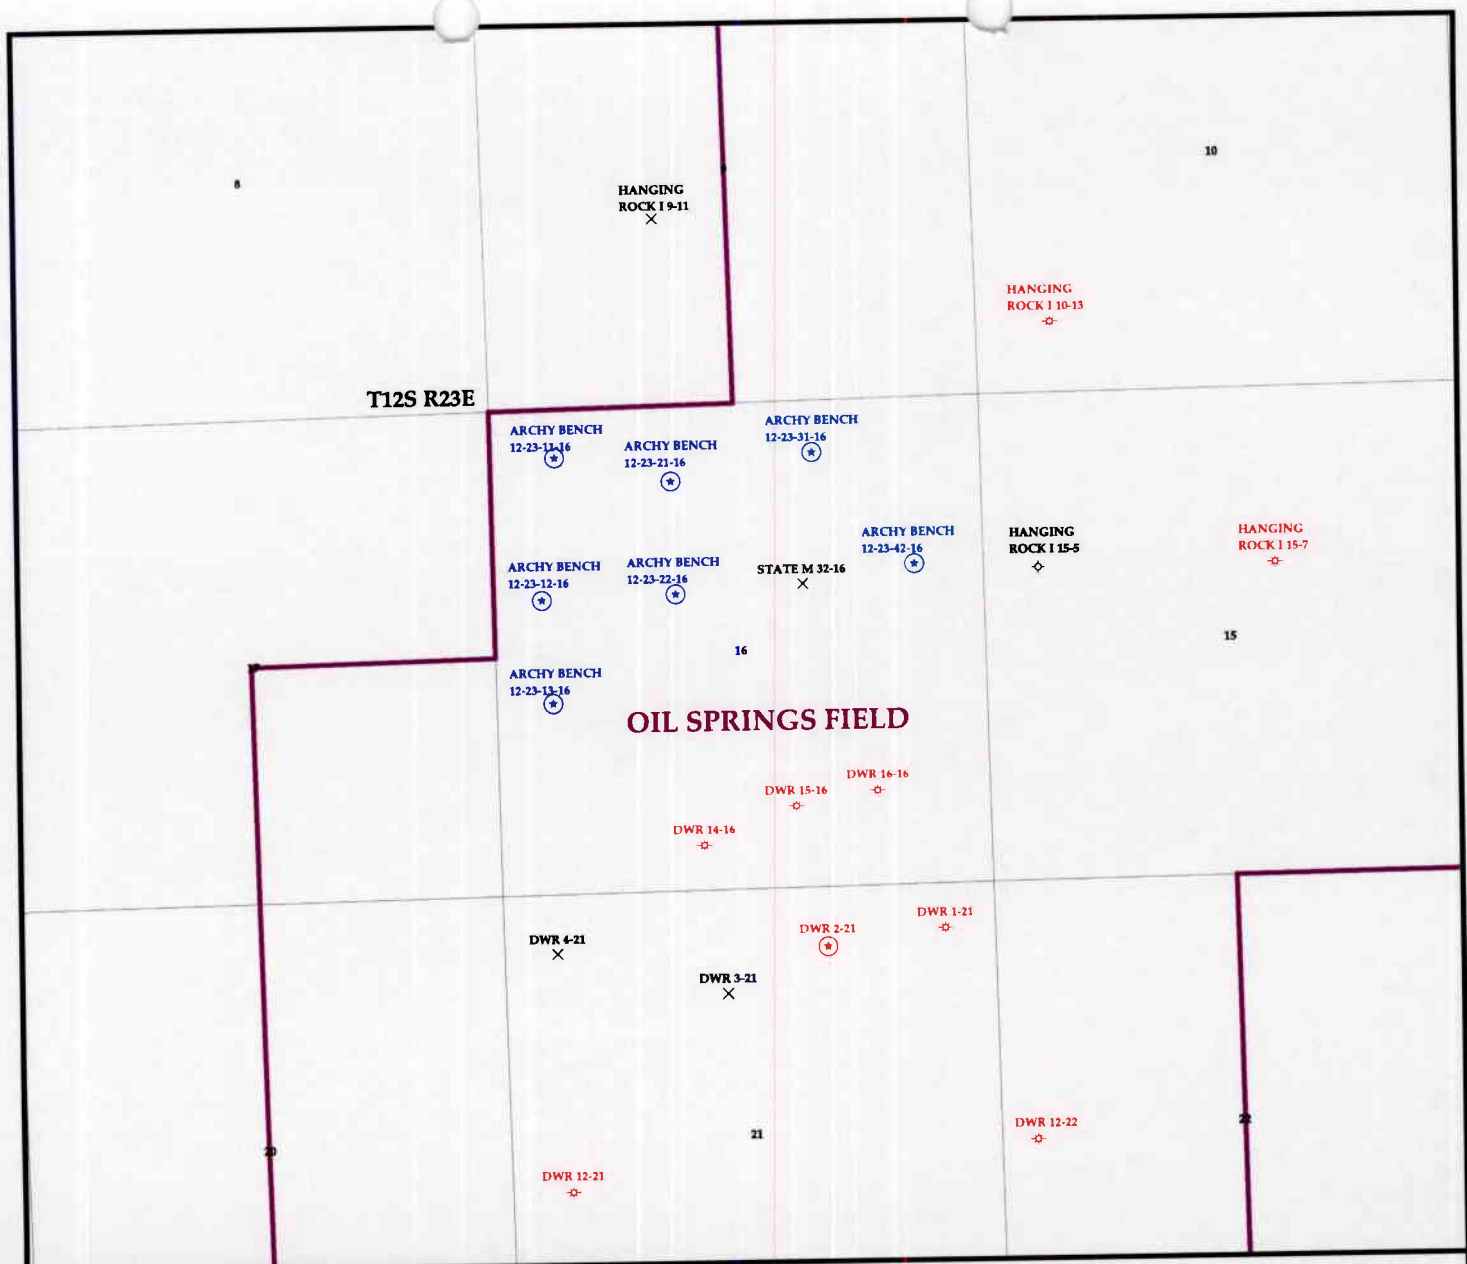 8
10
HANGING
ROCK I 9-11
HANGING
ROCK I 10-13
T12S R23E
ARCHY BENCH
12-23-11-16
ARCHY BENCH
12-23-21-16
ARCHY BENCH
12-23-31-16
ARCHY BENCH
12-23-42-16
HANGING
ROCK I 15-5
HANGING
ROCK I 15-7
ARCHY BENCH
12-23-12-16
ARCHY BENCH
12-23-22-16
STATE M 32-16
16
15
ARCHY BENCH
12-23-13-16
OIL SPRINGS FIELD
DWR 16-16
DWR 15-16
DWR 14-16
DWR 1-21
DWR 2-21
DWR 4-21
DWR 3-21
DWR 12-22
22
21
20
DWR 12-21